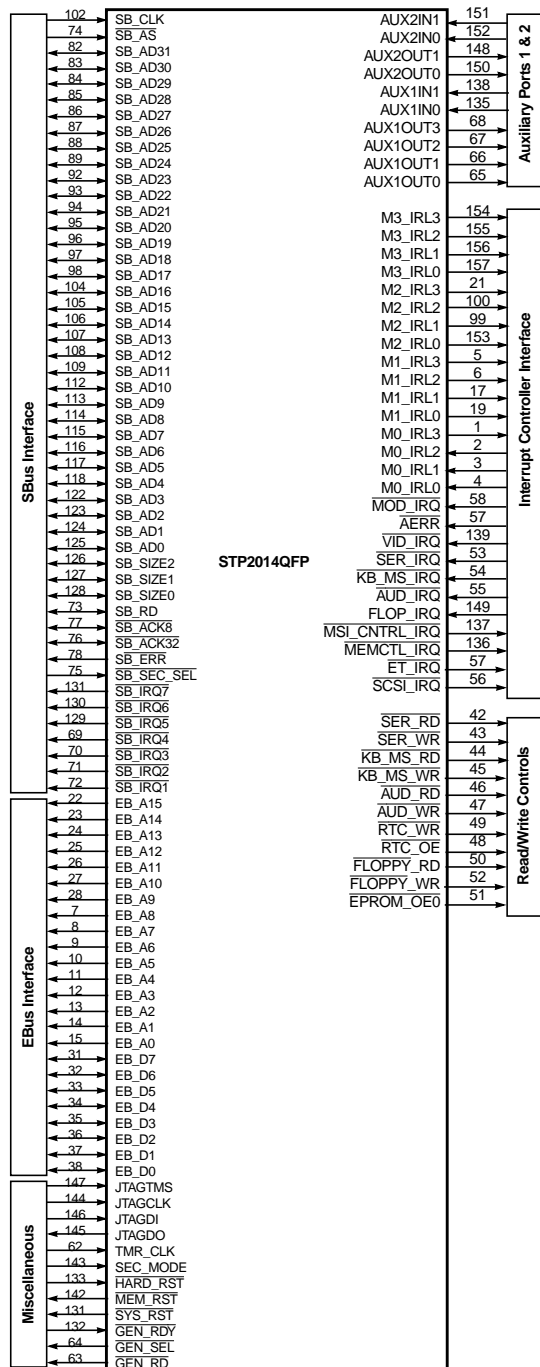 SBus Interface
102 SB_CLK
74 SB_AS
82 SB_AD31
83 SB_AD30
84 SB_AD29
85 SB_AD28
86 SB_AD27
87 SB_AD26
88 SB_AD25
89 SB_AD24
92 SB_AD23
93 SB_AD22
94 SB_AD21
95 SB_AD20
96 SB_AD19
97 SB_AD18
98 SB_AD17
104 SB_AD16
105 SB_AD15
106 SB_AD14
107 SB_AD13
108 SB_AD12
109 SB_AD11
112 SB_AD10
113 SB_AD9
114 SB_AD8
115 SB_AD7
116 SB_AD6
117 SB_AD5
118 SB_AD4
122 SB_AD3
123 SB_AD2
124 SB_AD1
125 SB_AD0
126 SB_SIZE2
127 SB_SIZE1
128 SB_SIZE0
73 SB_RD
77 SB_ACK8
76 SB_ACK32
78 SB_ERR
75 SB_SEC_SEL
131 SB_IRQ7
130 SB_IRQ6
129 SB_IRQ5
69 SB_IRQ4
70 SB_IRQ3
71 SB_IRQ2
72 SB_IRQ1
EBus Interface
22 EB_A15
23 EB_A14
24 EB_A13
25 EB_A12
26 EB_A11
27 EB_A10
28 EB_A9
7 EB_A8
8 EB_A7
9 EB_A6
10 EB_A5
11 EB_A4
12 EB_A3
13 EB_A2
14 EB_A1
15 EB_A0
31 EB_D7
32 EB_D6
33 EB_D5
34 EB_D4
35 EB_D3
36 EB_D2
37 EB_D1
38 EB_D0
Miscellaneous
147 JTAGTMS
144 JTAGCLK
146 JTAGDI
145 JTAGDO
62 TMR_CLK
143 SEC_MODE
133 HARD_RST
142 MEM_RST
131 SYS_RST
132 GEN_RDY
64 GEN_SEL
63 GEN_RD
STP2014QFP
AUX2IN1 151
AUX2IN0 152
AUX2OUT1 148
AUX2OUT0 150
AUX1IN1 138
AUX1IN0 135
AUX1OUT3 68
AUX1OUT2 67
AUX1OUT1 66
AUX1OUT0 65
Auxiliary Ports 1 & 2
M3_IRL3 154
M3_IRL2 155
M3_IRL1 156
M3_IRL0 157
M2_IRL3 21
M2_IRL2 100
M2_IRL1 99
M2_IRL0 153
M1_IRL3 5
M1_IRL2 6
M1_IRL1 17
M1_IRL0 19
M0_IRL3 1
M0_IRL2 2
M0_IRL1 3
M0_IRL0 4
MOD_IRQ 58
AERR 57
VID_IRQ 139
SER_IRQ 53
KB_MS_IRQ 54
AUD_IRQ 55
FLOP_IRQ 149
MSI_CNTRL_IRQ 137
MEMCTL_IRQ 136
ET_IRQ 57
SCSI_IRQ 56
Interrupt Controller Interface
SER_RD 42
SER_WR 43
KB_MS_RD 44
KB_MS_WR 45
AUD_RD 46
AUD_WR 47
RTC_WR 49
RTC_OE 48
FLOPPY_RD 50
FLOPPY_WR 52
EPROM_OE0 51
Read/Write Controls